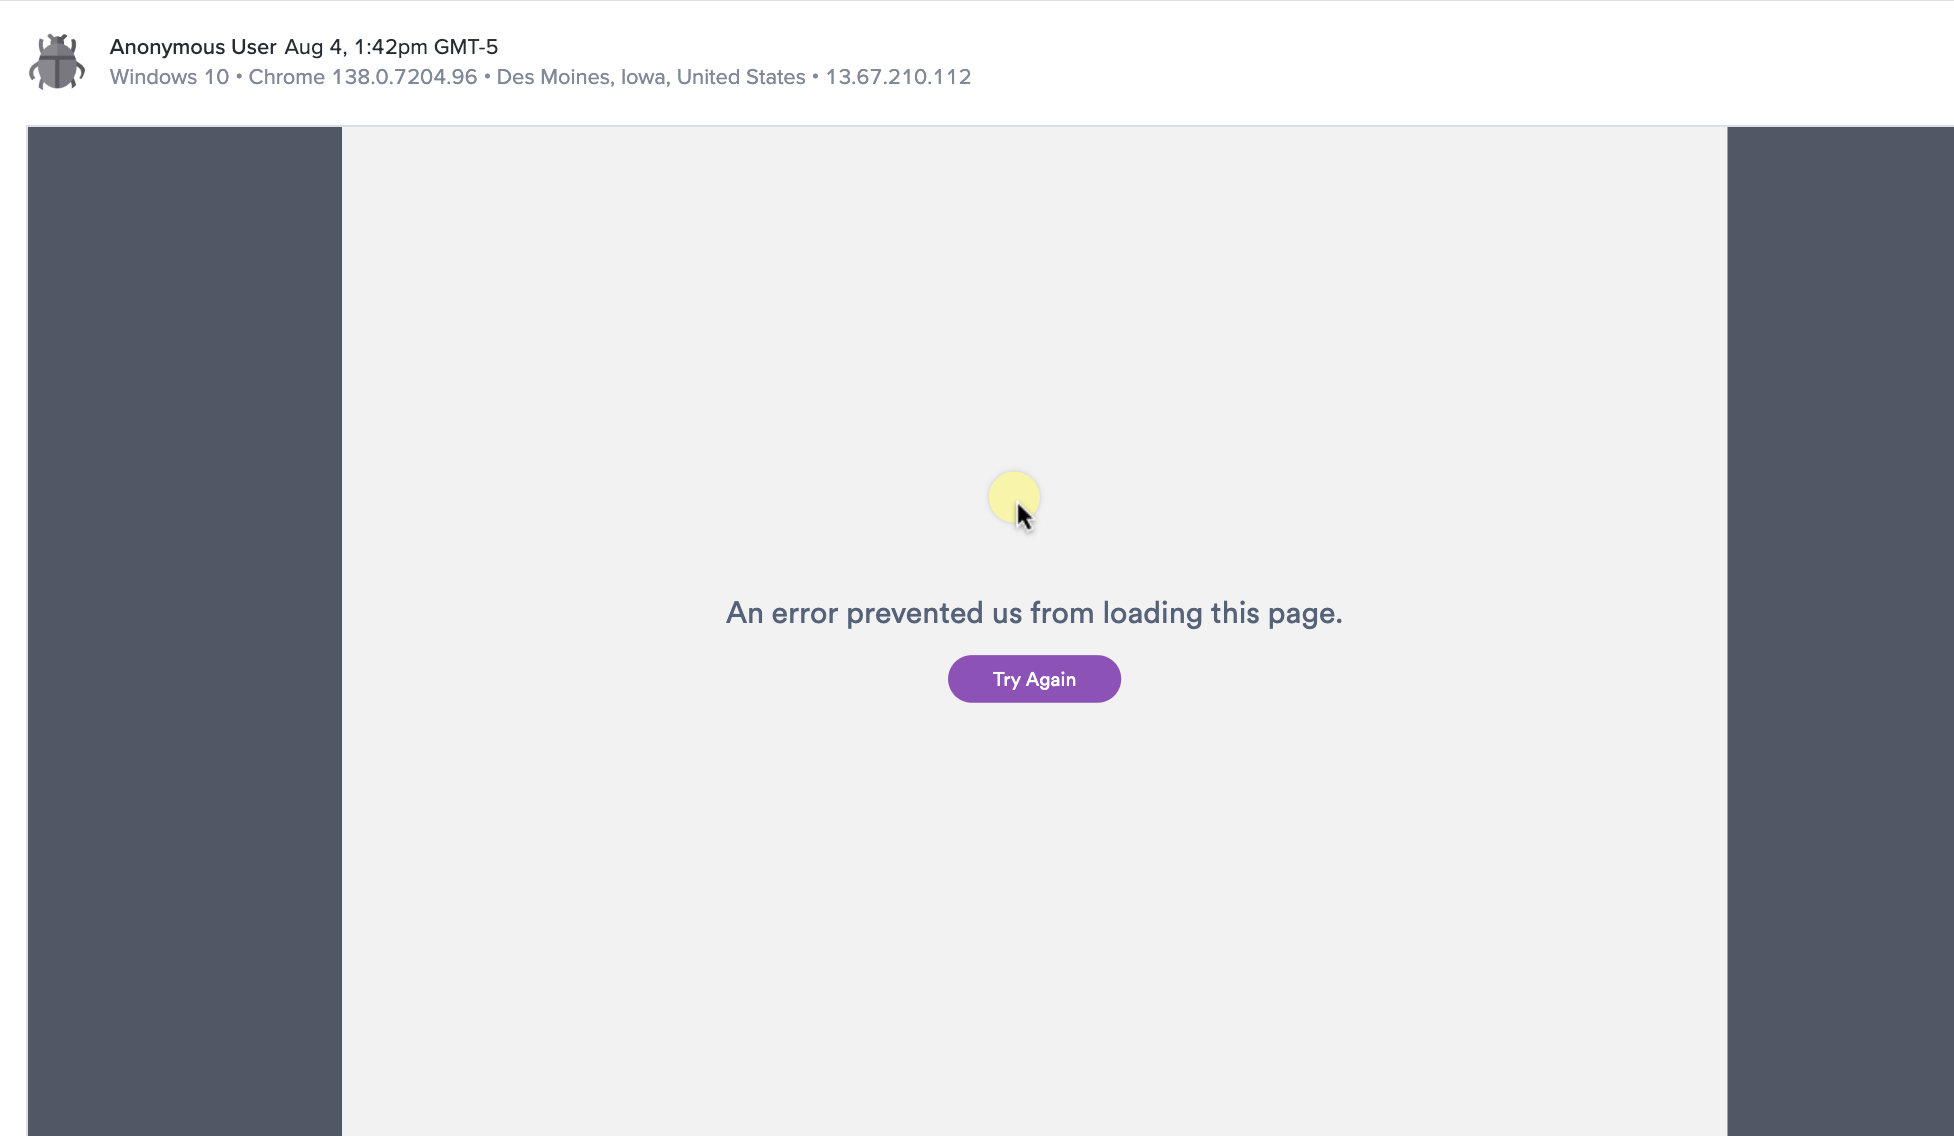 Anonymous User Aug 4, 1:42pm GMT-5
Windows 10 • Chrome 138.0.7204.96 • Des Moines, Iowa, United States • 13.67.210.112
An error prevented us from loading this page.
Try Again